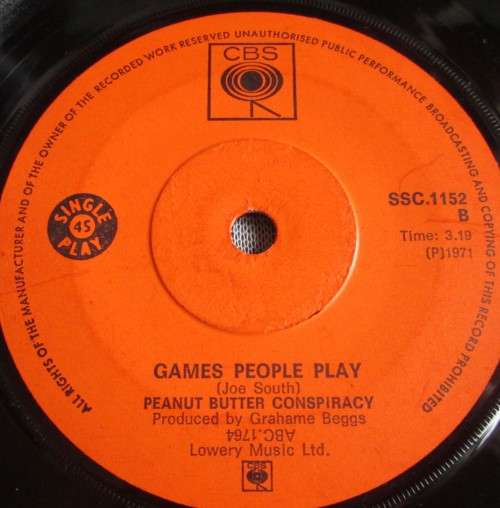 ALL RIGHTS OF THE MANUFACTURER AND OF THE OWNER OF THE RECORDED WORK RESERVED UNAUTHORISED PUBLIC PERFORMANCE BROADCASTING AND COPYING OF THIS RECORD PROHIBITED
CBS
SINGLE
45
PLAY
SSC.1152
B
Time: 3.19
(P)1971
GAMES PEOPLE PLAY
(Joe South)
PEANUT BUTTER CONSPIRACY
Produced by Grahame Beggs
ABC.1764
Lowery Music Ltd.
CBS